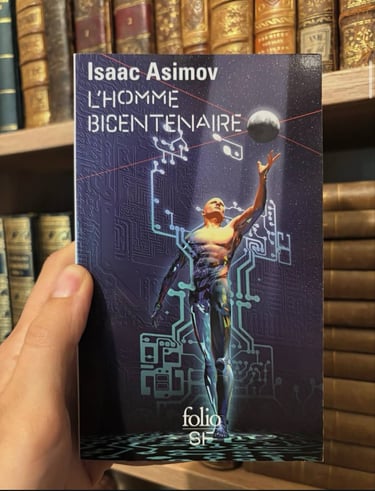 Isaac Asimov
L'HOMME
BICENTENAIRE
folio
SF